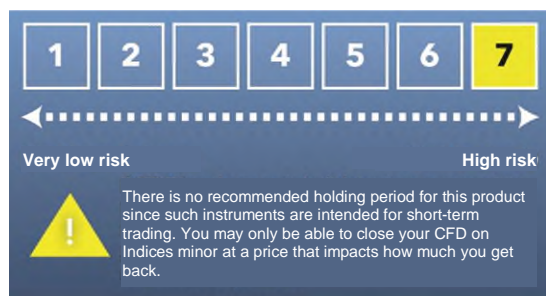 1 2 3 4 5 6 7
Very low risk High risk
!
There is no recommended holding period for this product
since such instruments are intended for short-term
trading. You may only be able to close your CFD on
Indices minor at a price that impacts how much you get
back.